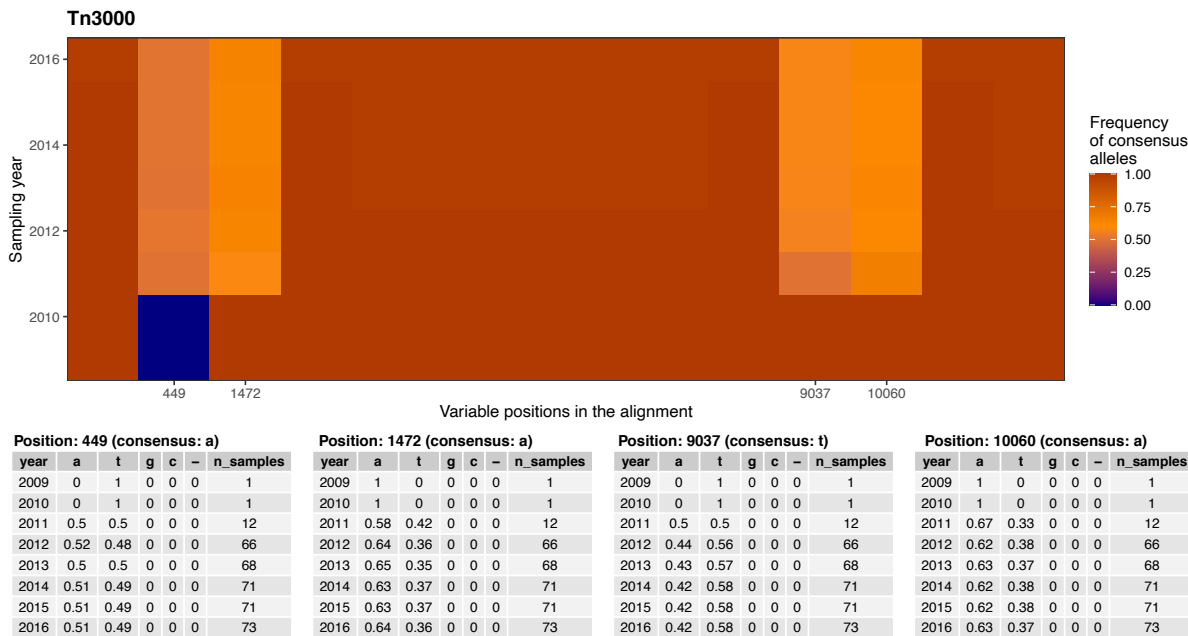 Tn3000
2016
2014
2012
2010
Sampling year
449 1472 9037 10060
Variable positions in the alignment
Frequency
of consensus
alleles
1.00
0.75
0.50
0.25
0.00
Position: 449 (consensus: a)
year a t g c – n_samples
2009 0 1 0 0 0 1
2010 0 1 0 0 0 1
2011 0.5 0.5 0 0 0 12
2012 0.52 0.48 0 0 0 66
2013 0.5 0.5 0 0 0 68
2014 0.51 0.49 0 0 0 71
2015 0.51 0.49 0 0 0 71
2016 0.51 0.49 0 0 0 73
Position: 1472 (consensus: a)
year a t g c – n_samples
2009 1 0 0 0 0 1
2010 1 0 0 0 0 1
2011 0.58 0.42 0 0 0 12
2012 0.64 0.36 0 0 0 66
2013 0.65 0.35 0 0 0 68
2014 0.63 0.37 0 0 0 71
2015 0.63 0.37 0 0 0 71
2016 0.64 0.36 0 0 0 73
Position: 9037 (consensus: t)
year a t g c – n_samples
2009 0 1 0 0 0 1
2010 0 1 0 0 0 1
2011 0.5 0.5 0 0 0 12
2012 0.44 0.56 0 0 0 66
2013 0.43 0.57 0 0 0 68
2014 0.42 0.58 0 0 0 71
2015 0.42 0.58 0 0 0 71
2016 0.42 0.58 0 0 0 73
Position: 10060 (consensus: a)
year a t g c – n_samples
2009 1 0 0 0 0 1
2010 1 0 0 0 0 1
2011 0.67 0.33 0 0 0 12
2012 0.62 0.38 0 0 0 66
2013 0.63 0.37 0 0 0 68
2014 0.62 0.38 0 0 0 71
2015 0.62 0.38 0 0 0 71
2016 0.63 0.37 0 0 0 73